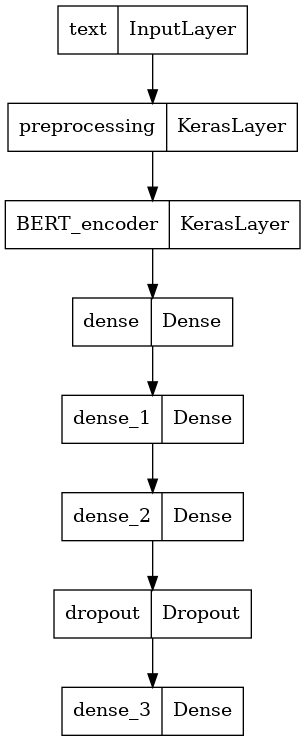 text InputLayer
preprocessing KerasLayer
BERT_encoder KerasLayer
dense Dense
dense_1 Dense
dense_2 Dense
dropout Dropout
dense_3 Dense